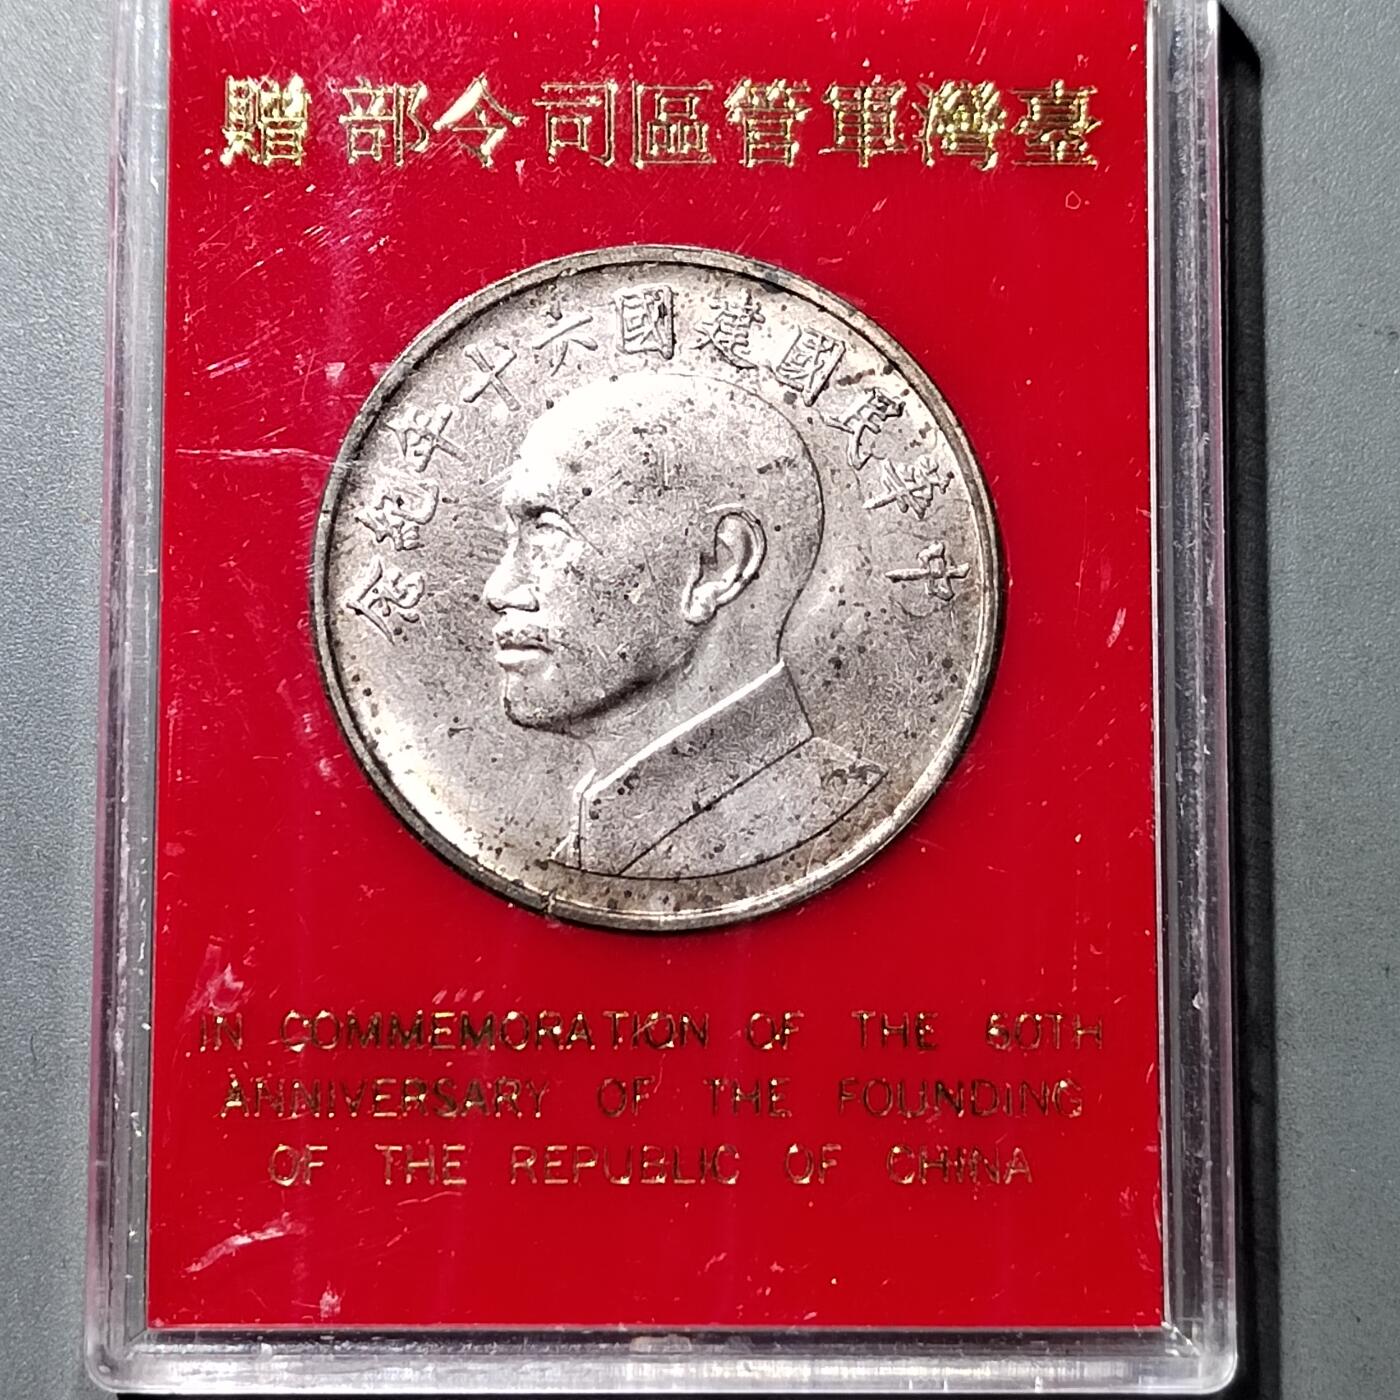 臺灣軍管區司令部 贈
中華民國建國六十年紀念
IN COMMEMORATION OF THE 60TH
ANNIVERSARY OF THE FOUNDING
OF THE REPUBLIC OF CHINA